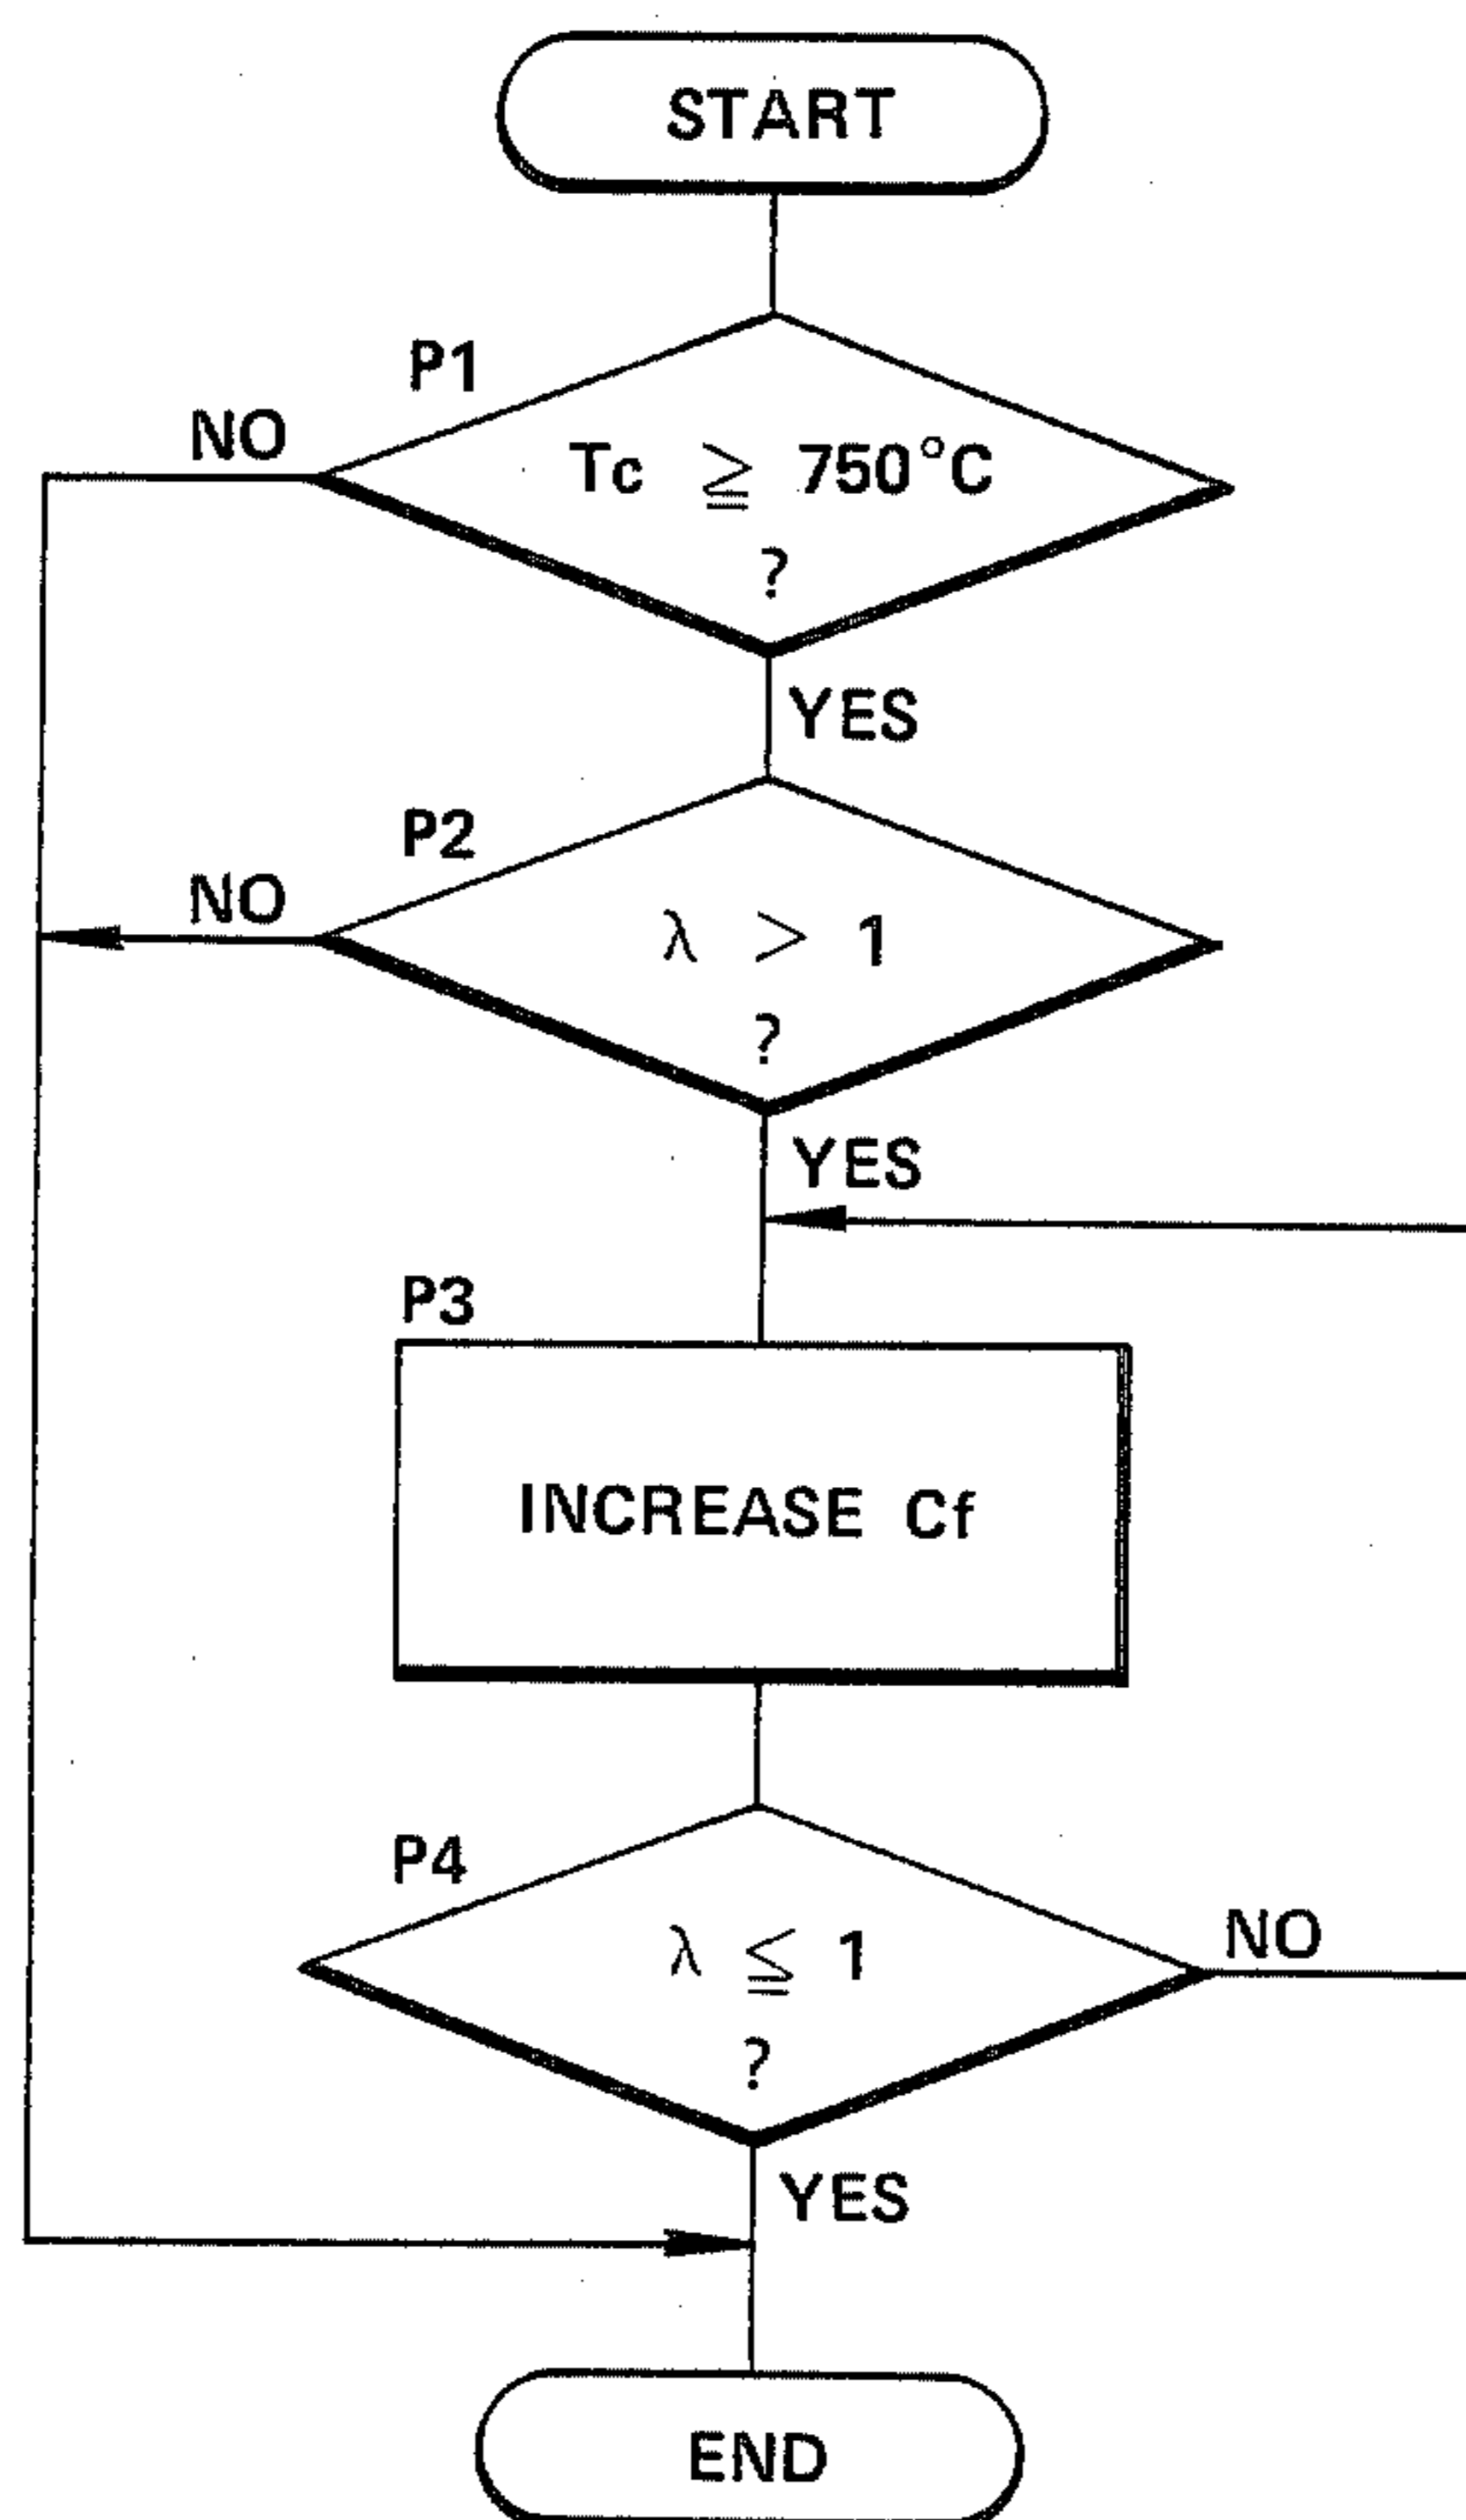 START
P1
NO
Tc ≧ 750°C
?
YES
P2
NO
λ > 1
?
YES
P3
INCREASE Cf
P4
λ ≦ 1
NO
?
YES
END